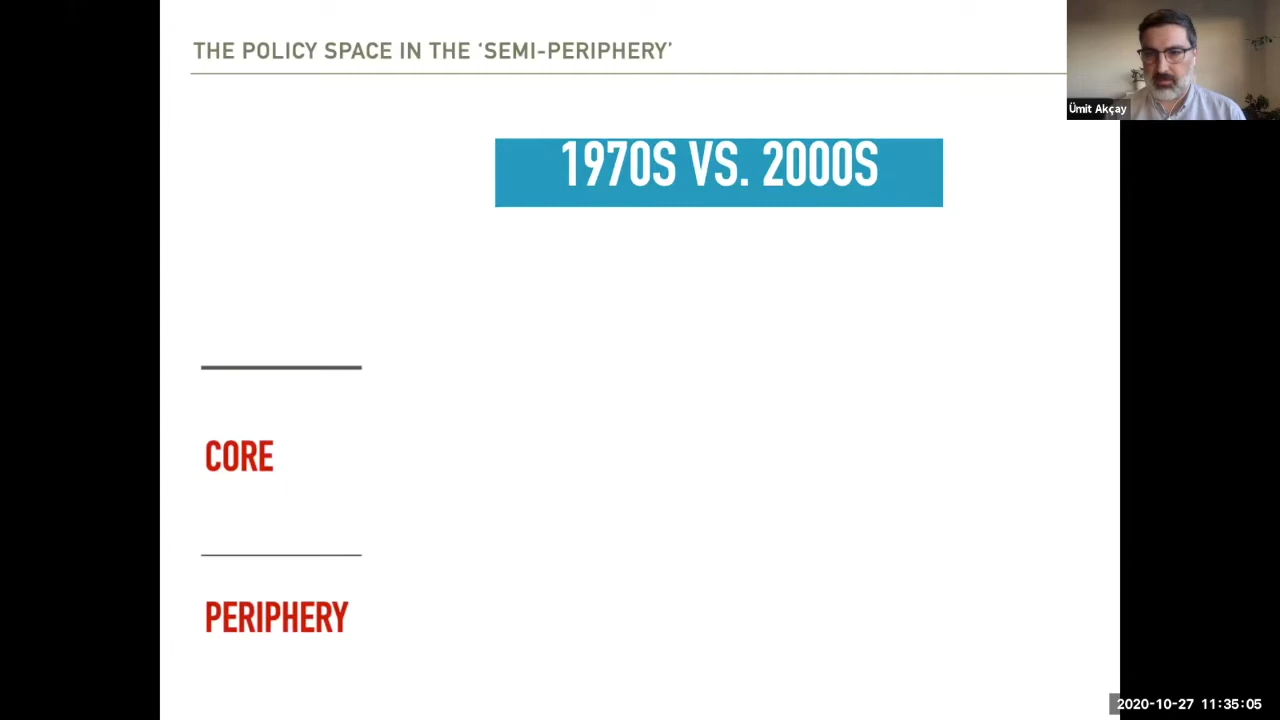 THE POLICY SPACE IN THE ‘SEMI-PERIPHERY’
Ümit Akçay
1970S VS. 2000S
CORE
PERIPHERY
2020-10-27 11:35:05